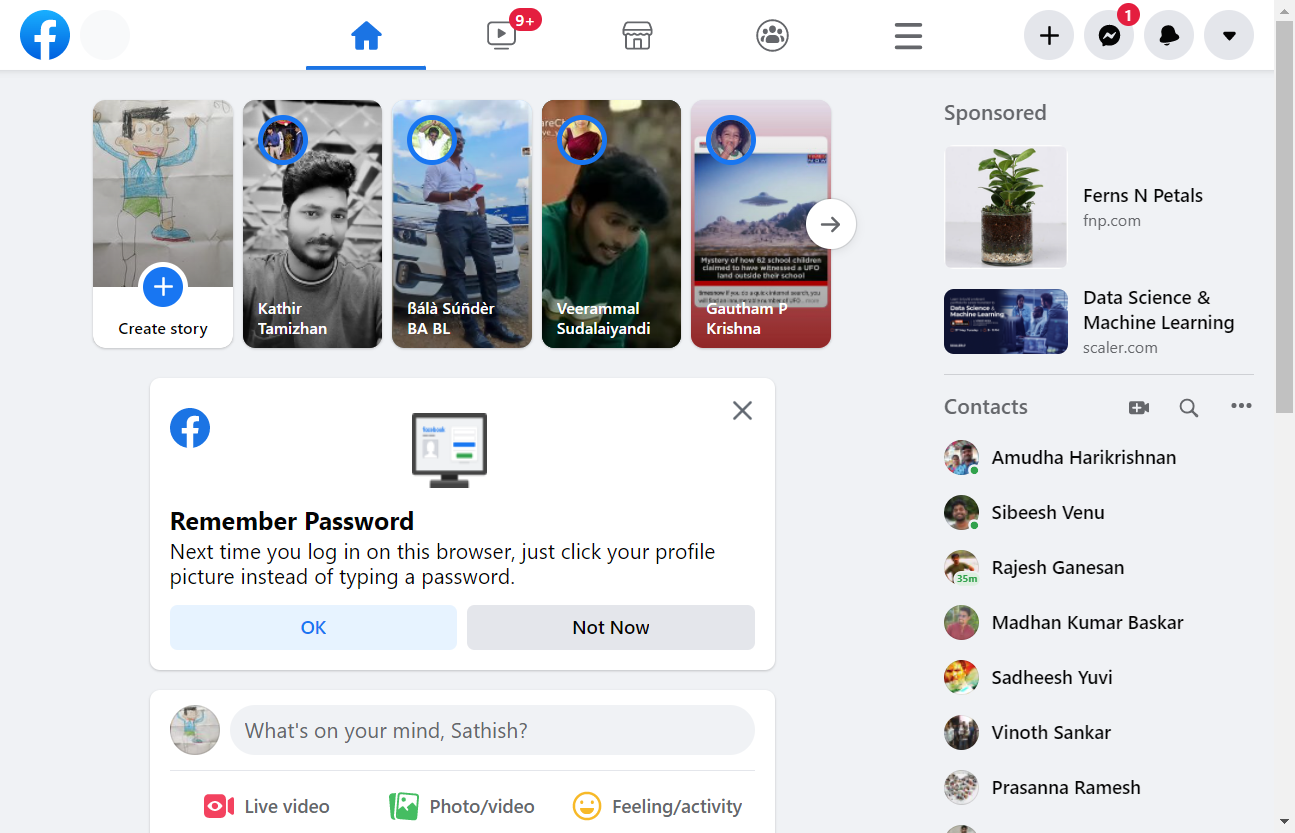 9+
1
Create story
Kathir
Tamizhan
ßálà Súñdèr
BA BL
Veerammal
Sudalaiyandi
Mystery of how 62 school children
claimed to have witnessed a UFO
land outside their school
Gautham P
Krishna
Sponsored
Ferns N Petals
fnp.com
Data Science &
Machine Learning
Data Science &
Machine Learning
scaler.com
Contacts
Amudha Harikrishnan
Sibeesh Venu
35m
Rajesh Ganesan
Madhan Kumar Baskar
Sadheesh Yuvi
Vinoth Sankar
Prasanna Ramesh
facebook
Remember Password
Next time you log in on this browser, just click your profile
picture instead of typing a password.
OK
Not Now
What's on your mind, Sathish?
Live video
Photo/video
Feeling/activity